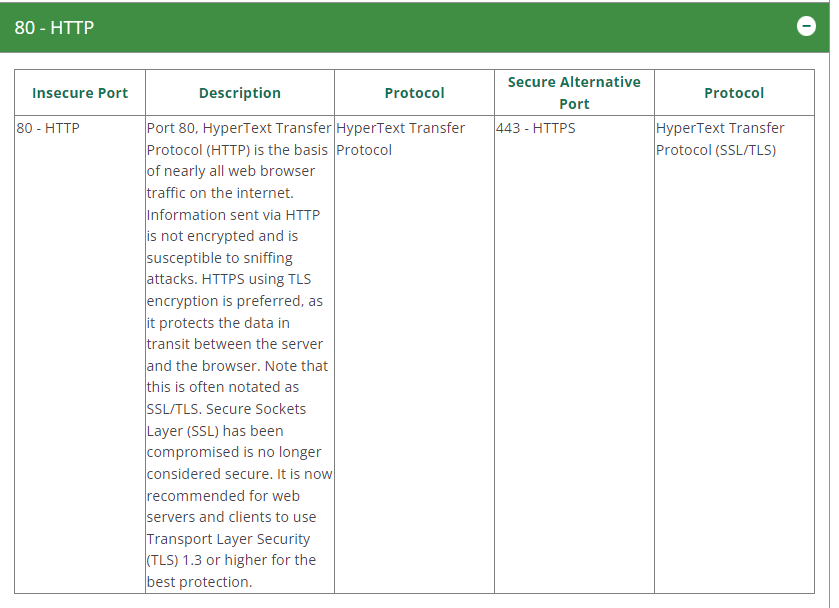 80 - HTTP
Insecure Port
Description
Protocol
Secure Alternative
Port
Protocol
80 - HTTP
Port 80, HyperText Transfer
Protocol (HTTP) is the basis
of nearly all web browser
traffic on the internet.
Information sent via HTTP
is not encrypted and is
susceptible to sniffing
attacks. HTTPS using TLS
encryption is preferred, as
it protects the data in
transit between the server
and the browser. Note that
this is often notated as
SSL/TLS. Secure Sockets
Layer (SSL) has been
compromised is no longer
considered secure. It is now
recommended for web
servers and clients to use
Transport Layer Security
(TLS) 1.3 or higher for the
best protection.
HyperText Transfer
Protocol
443 - HTTPS
HyperText Transfer
Protocol (SSL/TLS)